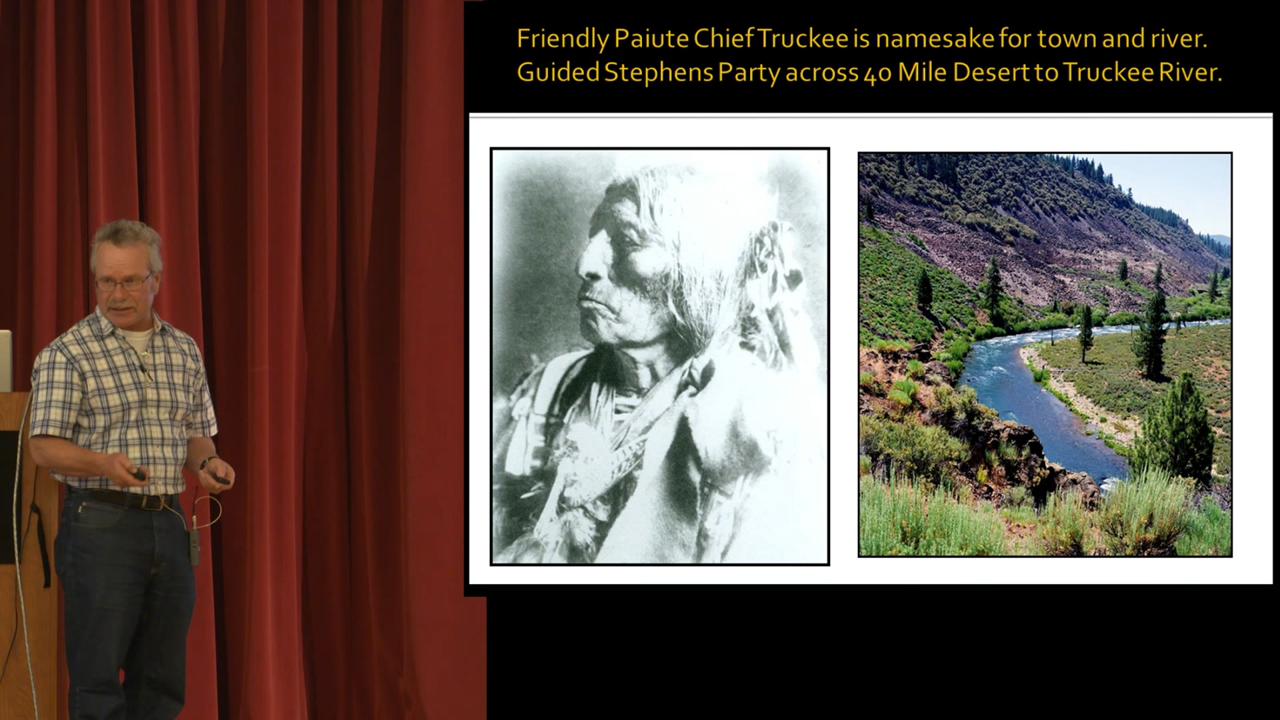 Friendly Paiute Chief Truckee is namesake for town and river.
Guided Stephens Party across 40 Mile Desert to Truckee River.